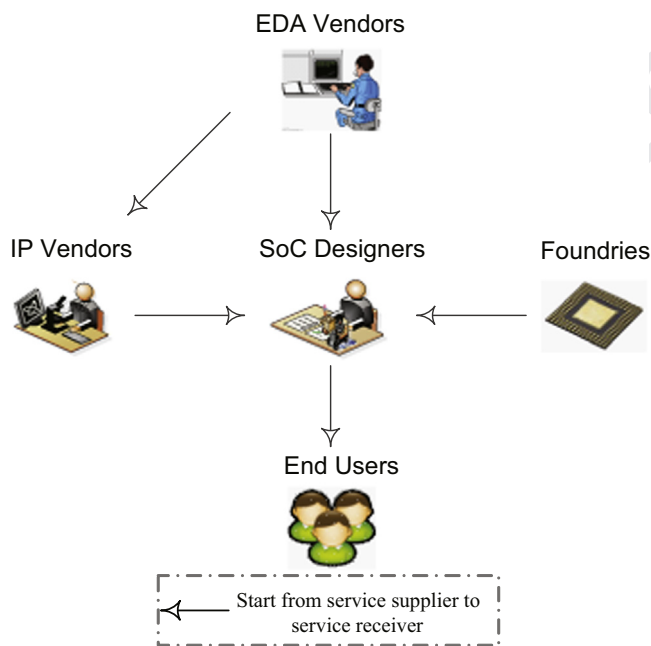 EDA Vendors
IP Vendors
SoC Designers
Foundries
End Users
Start from service supplier to
service receiver